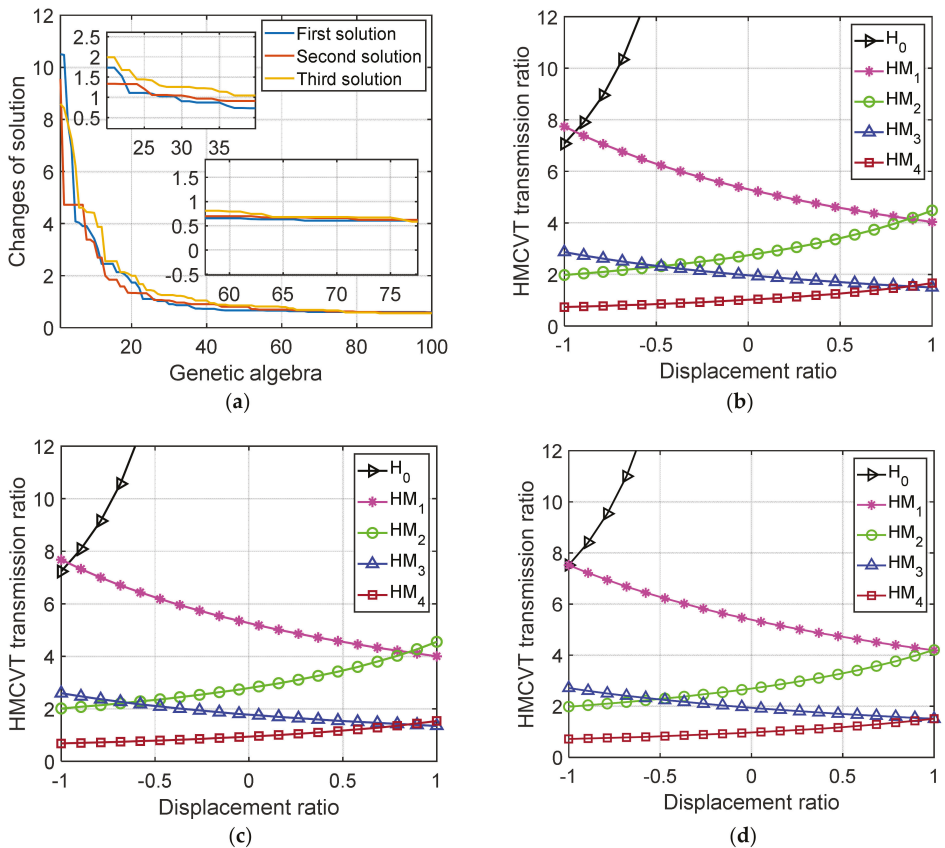 12
10
8
6
4
2
0
Changes of solution
20
40
60
80
100
Genetic algebra
First solution
Second solution
Third solution
2.5
2
1.5
1
0.5
25
30
35
1.5
1
0.5
0
-0.5
60
65
70
75
(a)
12
10
8
6
4
2
0
HMCVT transmission ratio
-1
-0.5
0
0.5
1
Displacement ratio
H0
HM1
HM2
HM3
HM4
(b)
12
10
8
6
4
2
0
HMCVT transmission ratio
-1
-0.5
0
0.5
1
Displacement ratio
H0
HM1
HM2
HM3
HM4
(c)
12
10
8
6
4
2
0
HMCVT transmission ratio
-1
-0.5
0
0.5
1
Displacement ratio
H0
HM1
HM2
HM3
HM4
(d)